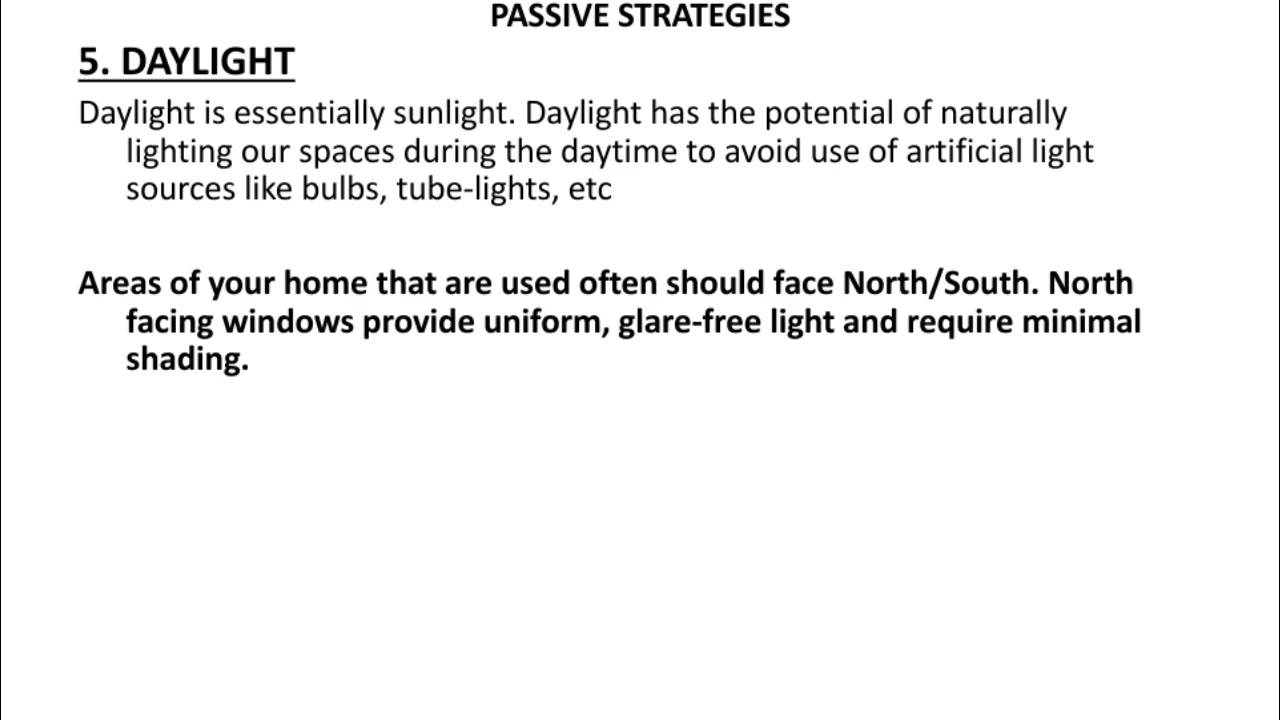 PASSIVE STRATEGIES
5. DAYLIGHT
Daylight is essentially sunlight. Daylight has the potential of naturally
lighting our spaces during the daytime to avoid use of artificial light
sources like bulbs, tube-lights, etc
Areas of your home that are used often should face North/South. North
facing windows provide uniform, glare-free light and require minimal
shading.